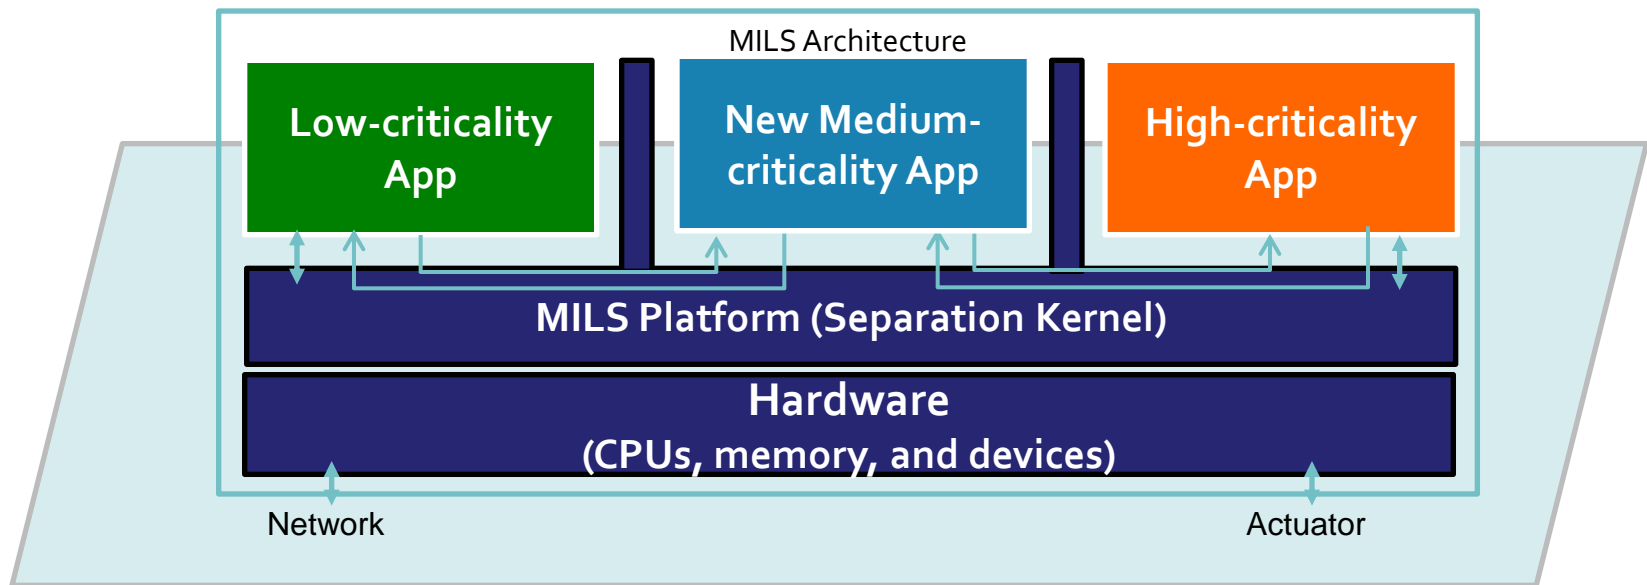 MILS Architecture
Low-criticality
App
New Medium-
criticality App
High-criticality
App
MILS Platform (Separation Kernel)
Hardware
(CPUs, memory, and devices)
Network
Actuator